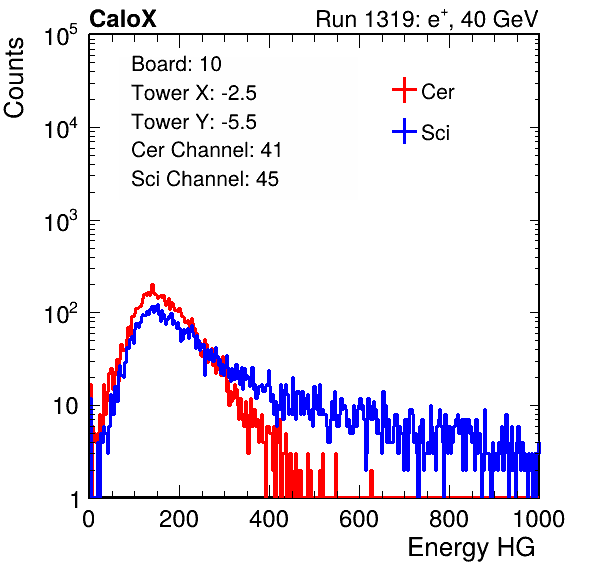 CaloX Run 1319: e⁺, 40 GeV
Counts
Board: 10
Tower X: -2.5
Tower Y: -5.5
Cer Channel: 41
Sci Channel: 45
Cer
Sci
10⁵
10⁴
10³
10²
10
1
0 200 400 600 800 1000
Energy HG